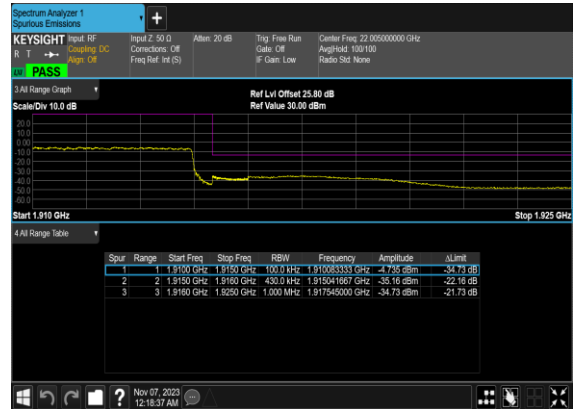 Spectrum Analyzer 1
Spurious Emissions
KEYSIGHT Input: RF Input Z: 50 Ω Atten: 20 dB Trig: Free Run Center Freq: 22.005000000 GHz
R T Coupling: DC Corrections: Off Gate: Off Avg|Hold: 100/100
Align: Off Freq Ref: Int (S) IF Gain: Low Radio Std: None
PASS
3 All Range Graph
Ref Lvl Offset 25.80 dB
Scale/Div 10.0 dB Ref Value 30.00 dBm
20.0
10.0
0.00
-10.0
-20.0
-30.0
-40.0
-50.0
-60.0
Start 1.910 GHz Stop 1.925 GHz
4 All Range Table
Spur Range Start Freq Stop Freq RBW Frequency Amplitude ΔLimit
1 1 1.9100 GHz 1.9150 GHz 100.0 kHz 1.910083333 GHz -4.735 dBm -34.73 dB
2 2 1.9150 GHz 1.9160 GHz 430.0 kHz 1.915041667 GHz -35.16 dBm -22.16 dB
3 3 1.9160 GHz 1.9250 GHz 1.000 MHz 1.917545000 GHz -34.73 dBm -21.73 dB
? Nov 07, 2023
12:18:37 AM